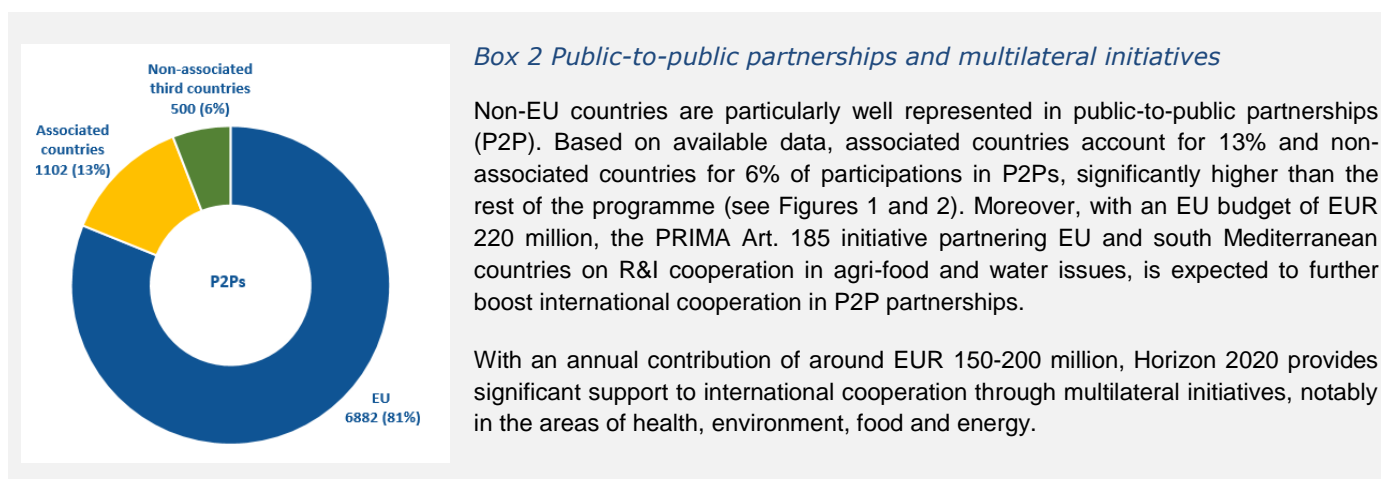 Non-associated
third countries
500 (6%)
Associated
countries
1102 (13%)
P2Ps
EU
6882 (81%)
Box 2 Public-to-public partnerships and multilateral initiatives
Non-EU countries are particularly well represented in public-to-public partnerships
(P2P). Based on available data, associated countries account for 13% and non-
associated countries for 6% of participations in P2Ps, significantly higher than the
rest of the programme (see Figures 1 and 2). Moreover, with an EU budget of EUR
220 million, the PRIMA Art. 185 initiative partnering EU and south Mediterranean
countries on R&I cooperation in agri-food and water issues, is expected to further
boost international cooperation in P2P partnerships.
With an annual contribution of around EUR 150-200 million, Horizon 2020 provides
significant support to international cooperation through multilateral initiatives, notably
in the areas of health, environment, food and energy.